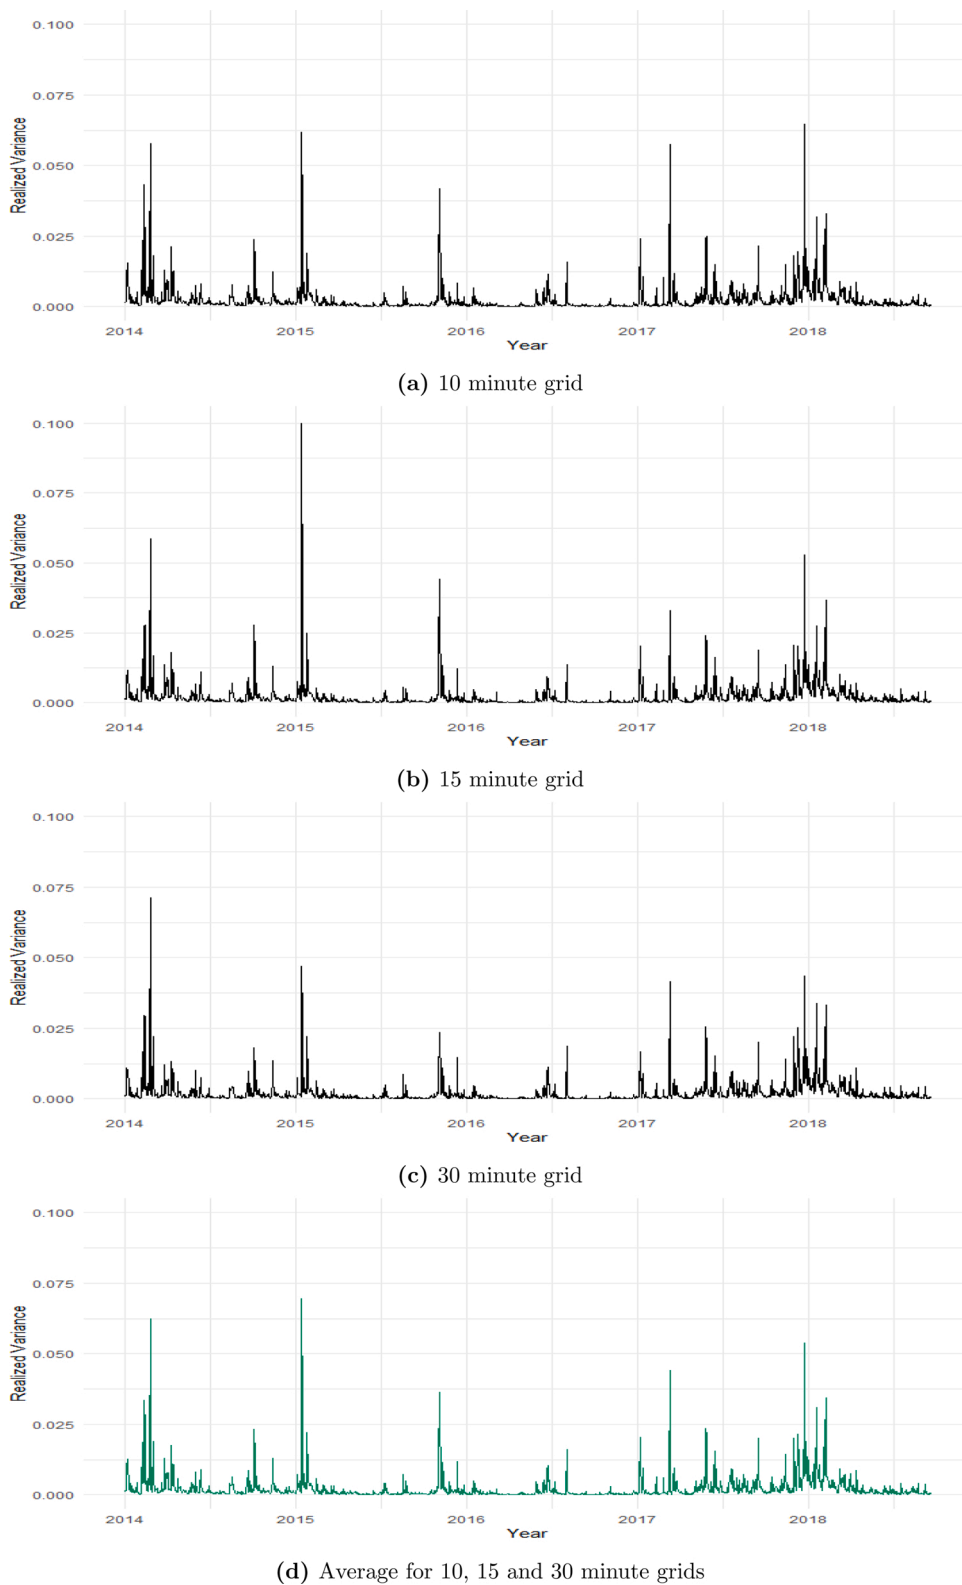 0.100
0.075
Realized Variance
0.050
0.025
0.000
2014 2015 2016 2017 2018
Year
(a) 10 minute grid
0.100
0.075
Realized Variance
0.050
0.025
0.000
2014 2015 2016 2017 2018
Year
(b) 15 minute grid
0.100
0.075
Realized Variance
0.050
0.025
0.000
2014 2015 2016 2017 2018
Year
(c) 30 minute grid
0.100
0.075
Realized Variance
0.050
0.025
0.000
2014 2015 2016 2017 2018
Year
(d) Average for 10, 15 and 30 minute grids